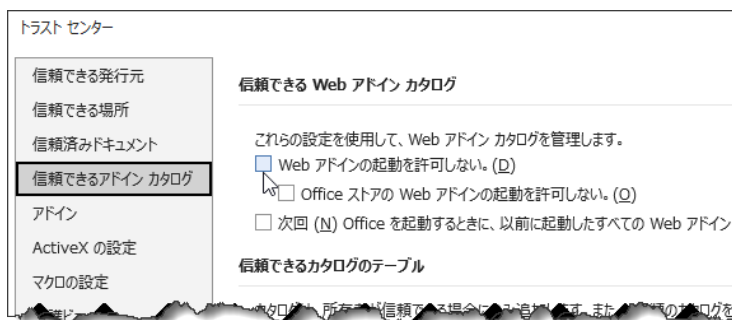 トラスト センター
信頼できる発行元
信頼できる場所
信頼済みドキュメント
信頼できるアドイン カタログ
アドイン
ActiveX の設定
マクロの設定
信頼できる Web アドイン カタログ
これらの設定を使用して、Web アドイン カタログを管理します。
Web アドインの起動を許可しない。(D)
Office ストアの Web アドインの起動を許可しない。(O)
次回 (N) Office を起動するときに、以前に起動したすべての Web アドイン
信頼できるカタログのテーブル